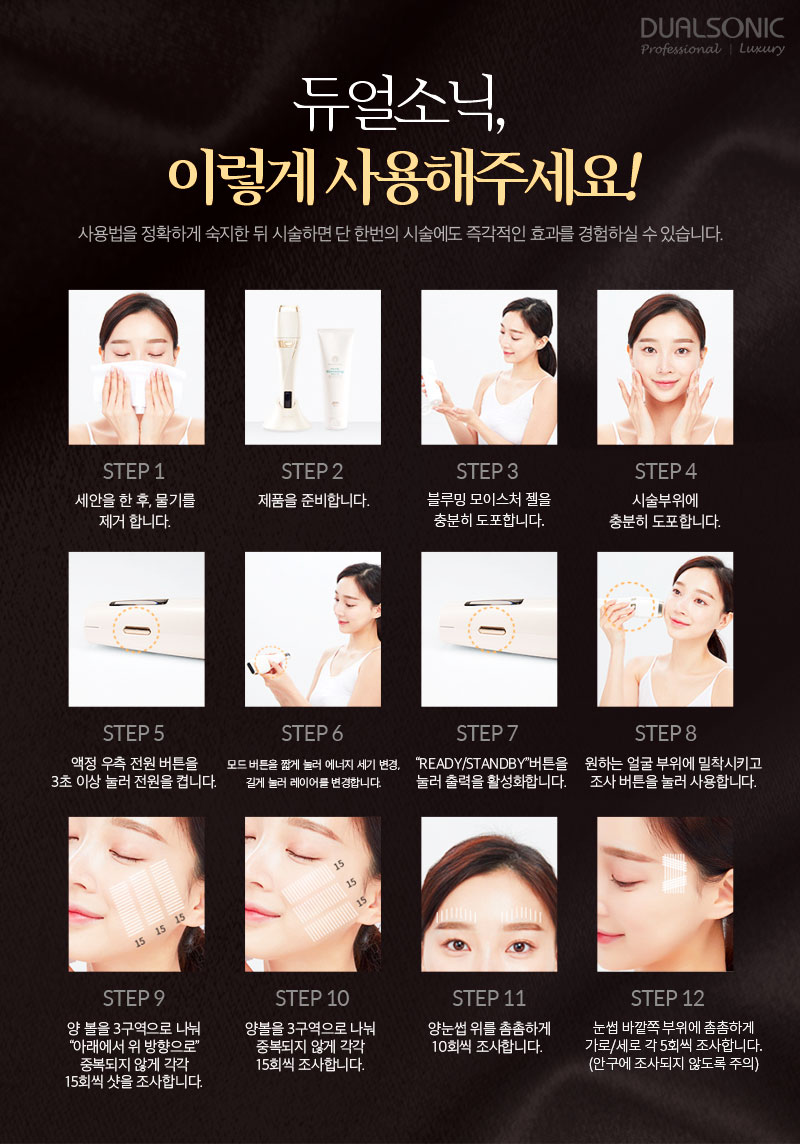 DUALSONIC
Professional | Luxury
듀얼소닉,
이렇게 사용해주세요!
사용법을 정확하게 숙지한 뒤 시술하면 단 한번의 시술에도 즉각적인 효과를 경험하실 수 있습니다.
STEP 1
세안을 한 후, 물기를
제거 합니다.
STEP 2
제품을 준비합니다.
STEP 3
블루밍 모이스처 젤을
충분히 도포합니다.
STEP 4
시술부위에
충분히 도포합니다.
STEP 5
액정 우측 전원 버튼을
3초 이상 눌러 전원을 켭니다.
STEP 6
모드 버튼을 짧게 눌러 에너지 세기 변경,
길게 눌러 레이어를 변경합니다.
STEP 7
“READY/STANDBY”버튼을
눌러 출력을 활성화합니다.
STEP 8
원하는 얼굴 부위에 밀착시키고
조사 버튼을 눌러 사용합니다.
15 15 15
STEP 9
양 볼을 3구역으로 나눠
“아래에서 위 방향으로”
중복되지 않게 각각
15회씩 샷을 조사합니다.
15
15
15
STEP 10
양볼을 3구역으로 나눠
중복되지 않게 각각
15회씩 조사합니다.
STEP 11
양눈썹 위를 촘촘하게
10회씩 조사합니다.
STEP 12
눈썹 바깥쪽 부위에 촘촘하게
가로/세로 각 5회씩 조사합니다.
(안구에 조사되지 않도록 주의)